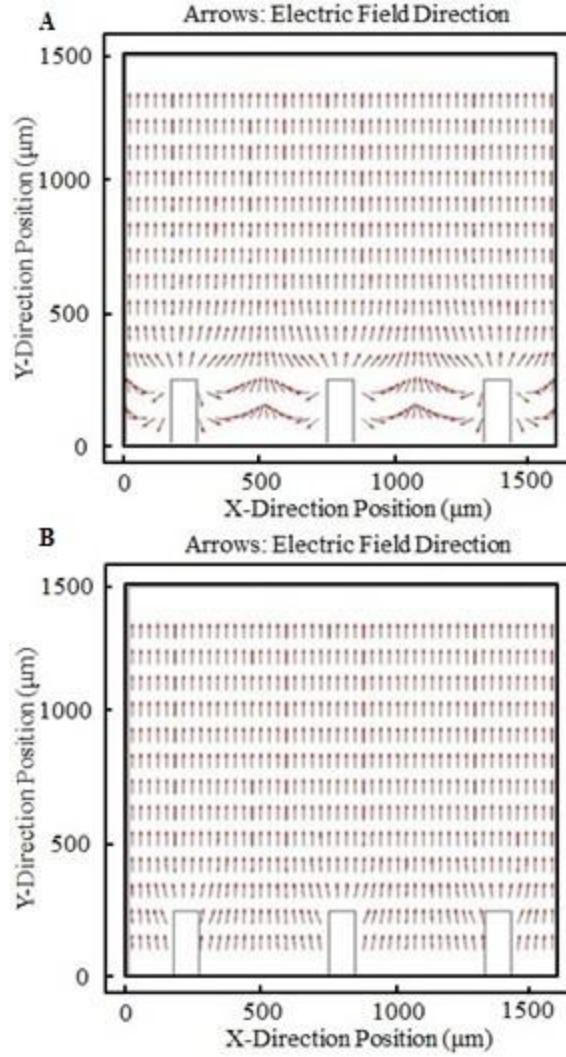 A
Arrows: Electric Field Direction
1500
1000
500
0
Y-Direction Position (μm)
0 500 1000 1500
X-Direction Position (μm)
B
Arrows: Electric Field Direction
1500
1000
500
0
Y-Direction Position (μm)
0 500 1000 1500
X-Direction Position (μm)